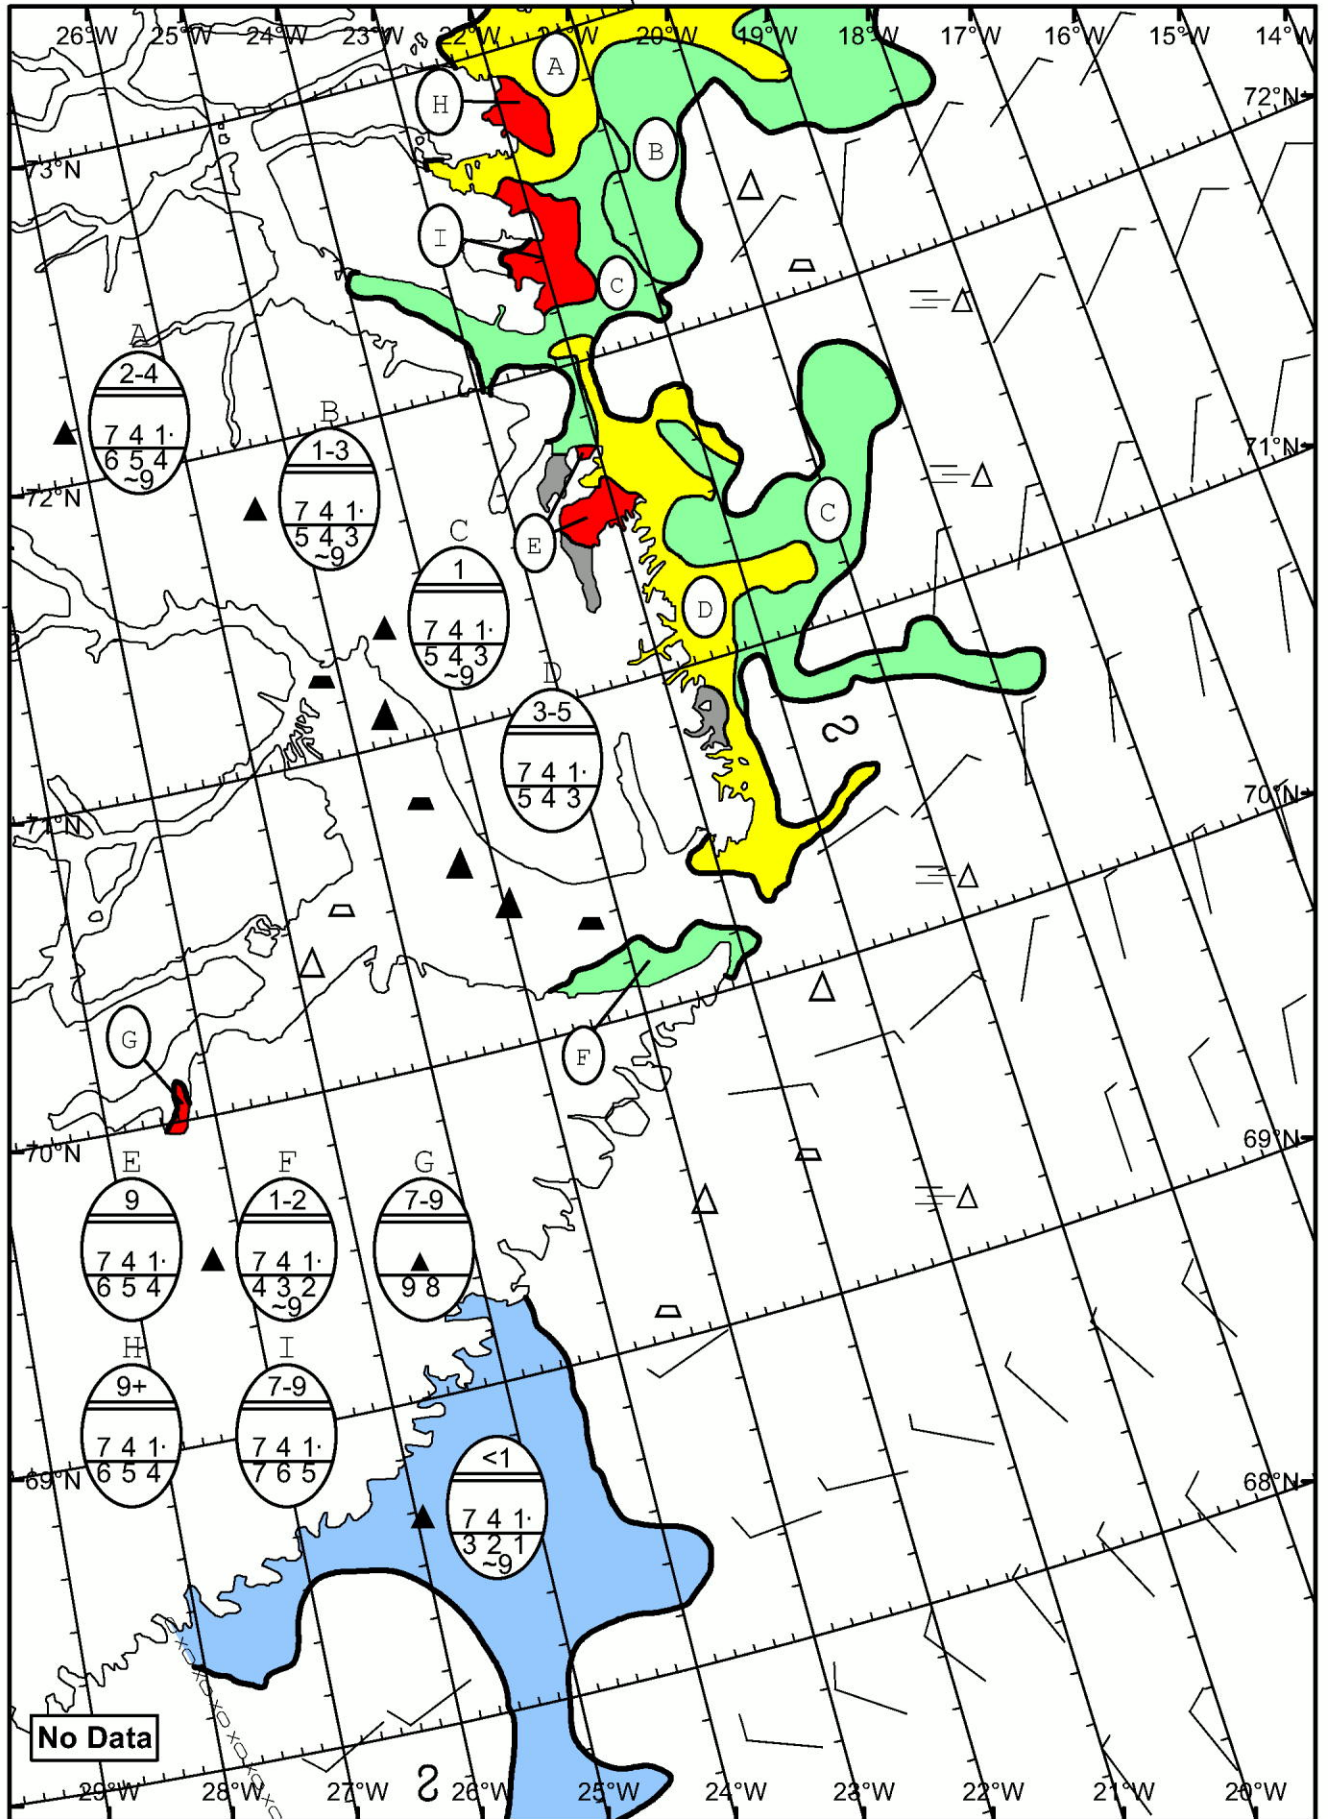 26°W 25°W 24°W 23°W 22°W 21°W 20°W 19°W 18°W 17°W 16°W 15°W 14°W
A
H
72°N
B
73°N
I
C
A
2-4
7 4 1·
6 5 4
~9
B
1-3
7 4 1·
5 4 3
~9
71°N
72°N
C
E
C
1
7 4 1·
5 4 3
~9
D
D
3-5
7 4 1·
5 4 3
70°N
71°N
G
F
70°N
69°N
E
9
7 4 1·
6 5 4
F
1-2
7 4 1·
4 3 2
~9
G
7-9
9 8
H
9+
7 4 1·
6 5 4
I
7-9
7 4 1·
7 6 5
69°N
68°N
<1
7 4 1·
3 2 1
~9
No Data
29°W 28°W 27°W 26°W 25°W 24°W 23°W 22°W 21°W 20°W